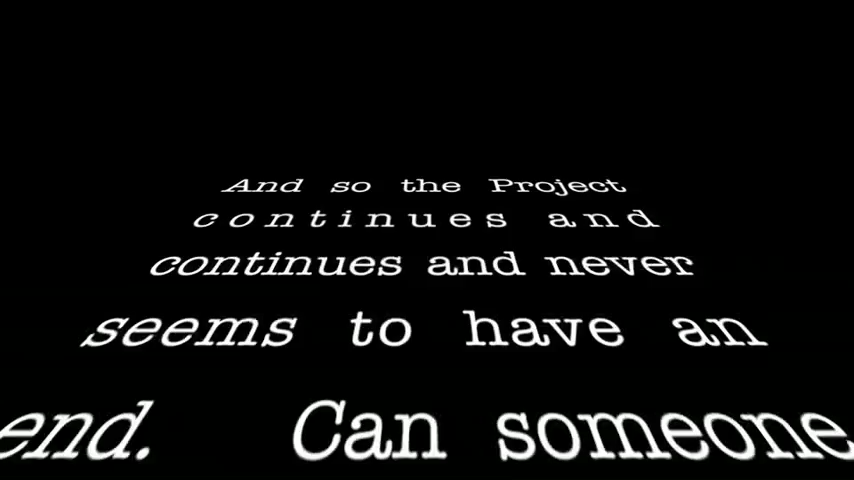 And so the Project
continues and
continues and never
seems to have an
end. Can someone